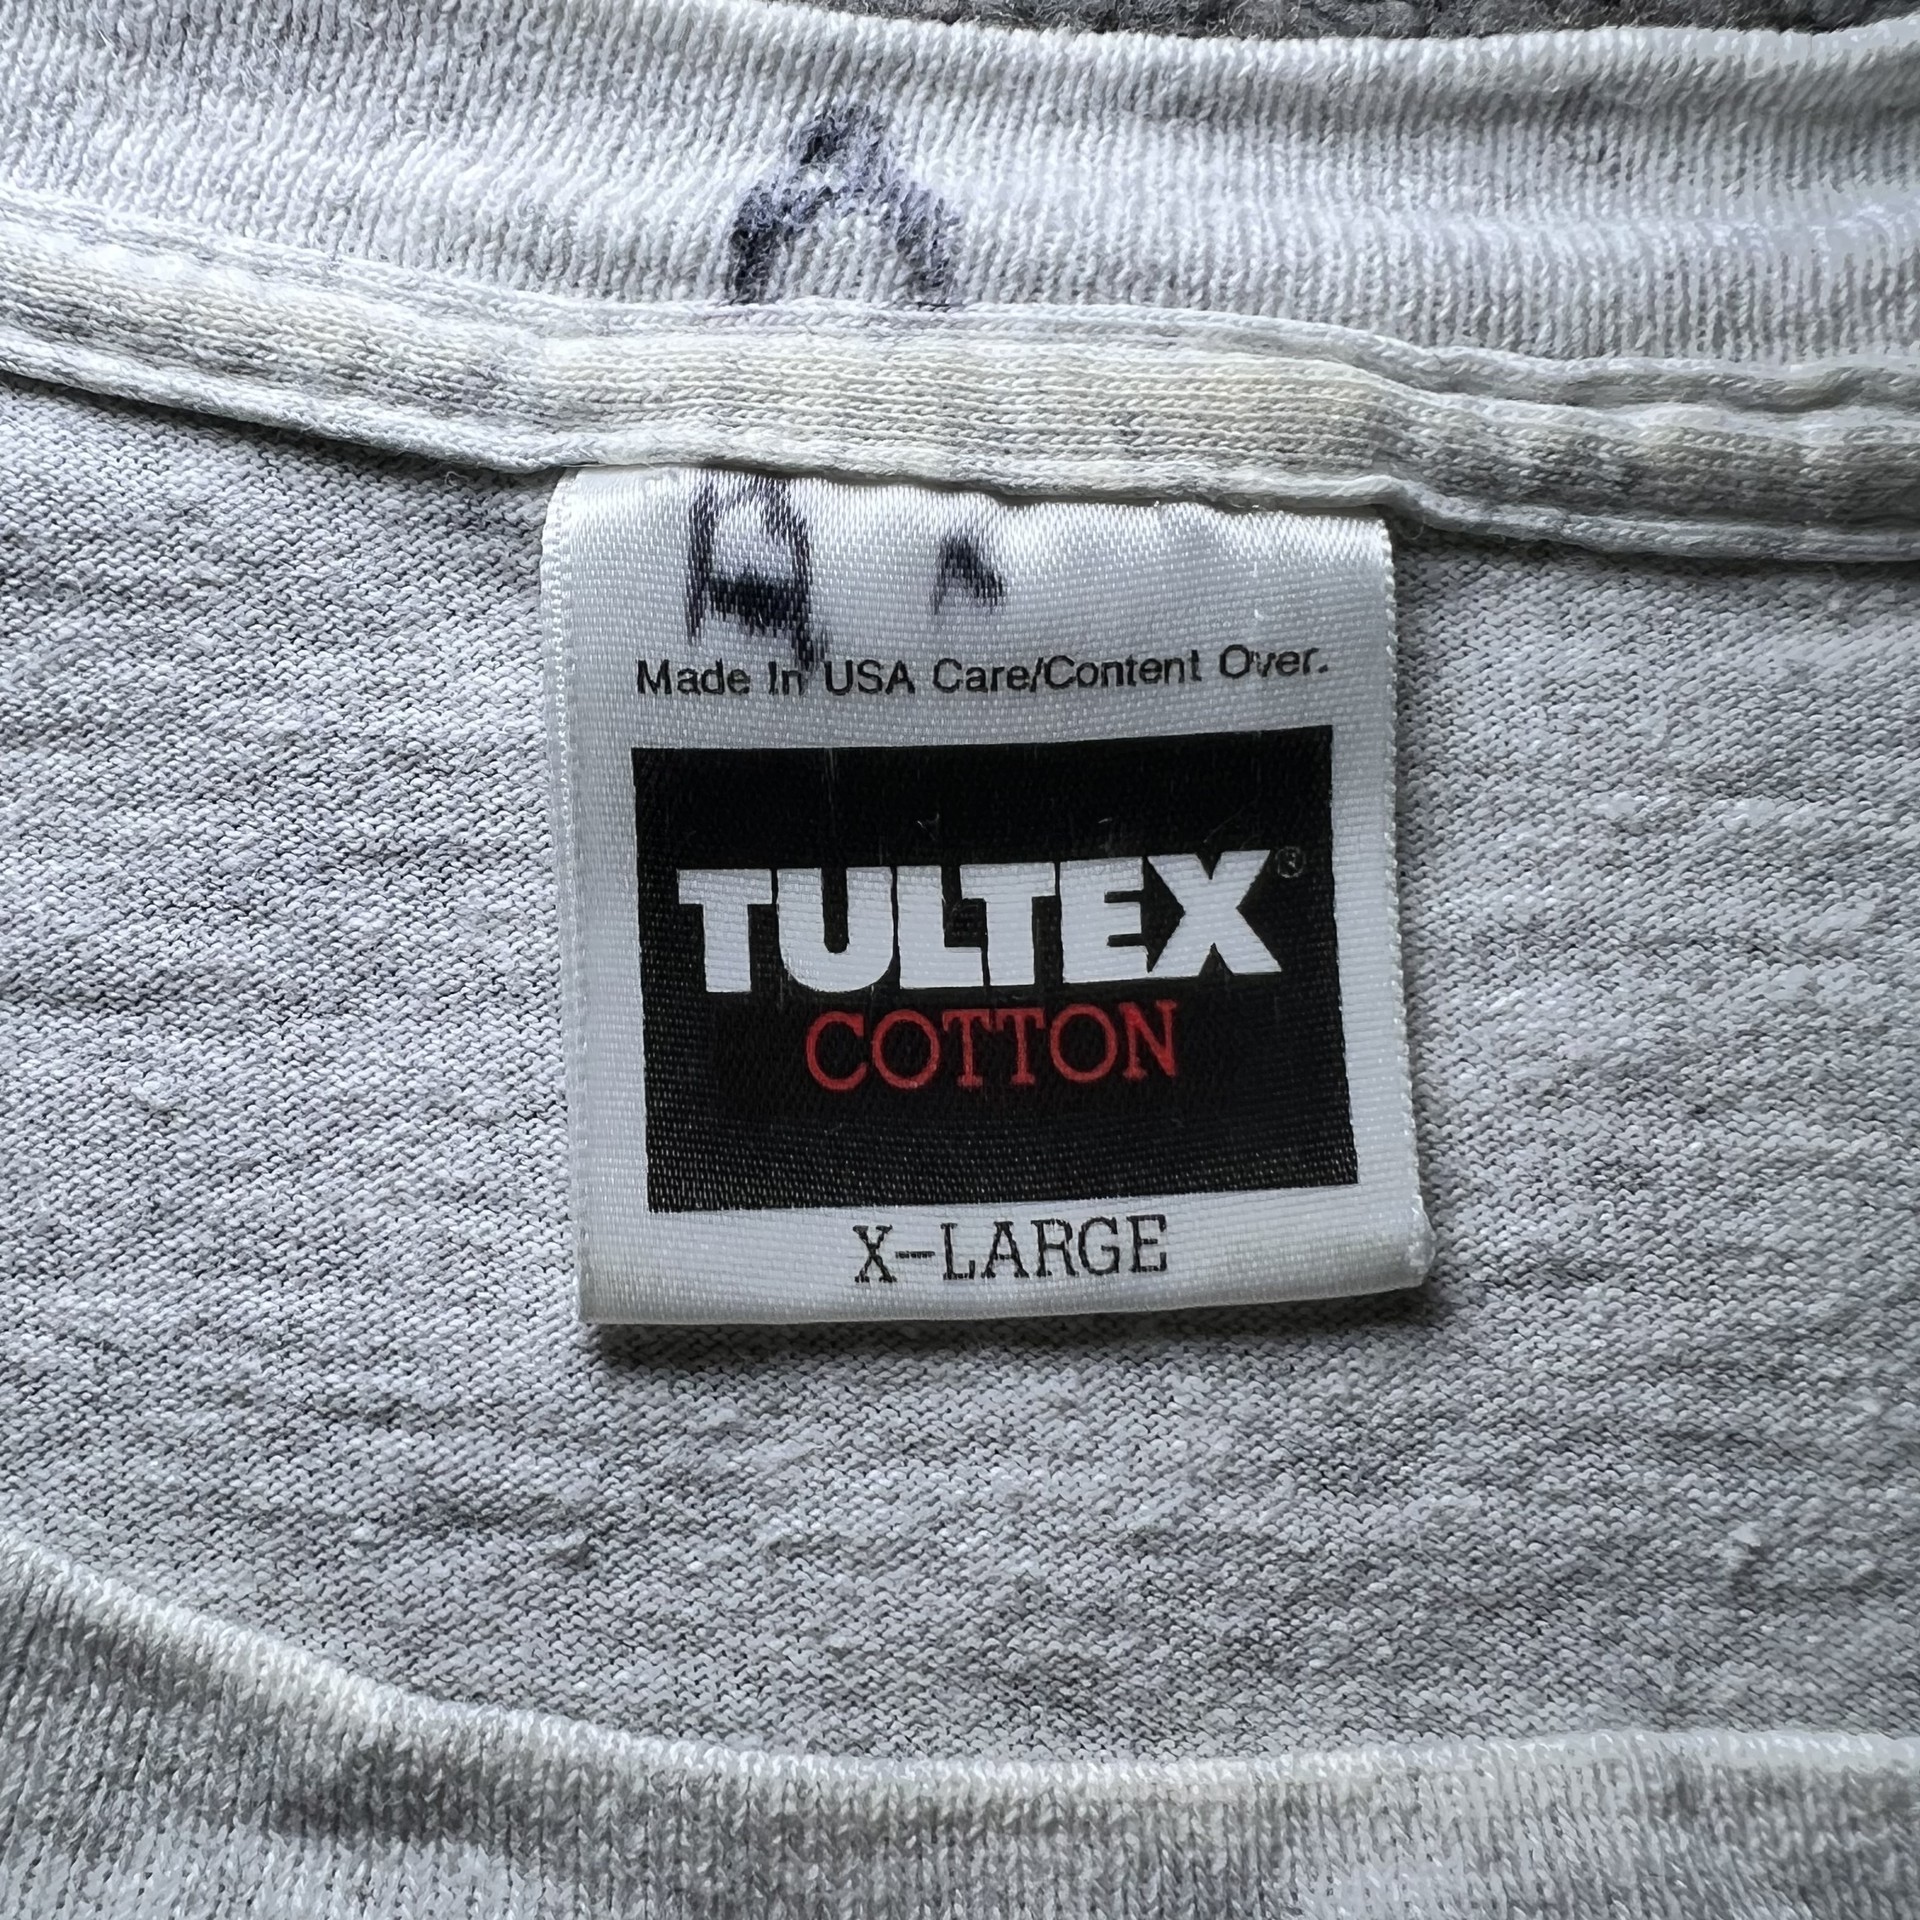 A
A A
Made In USA Care/Content Over.
TULTEX®
COTTON
X-LARGE